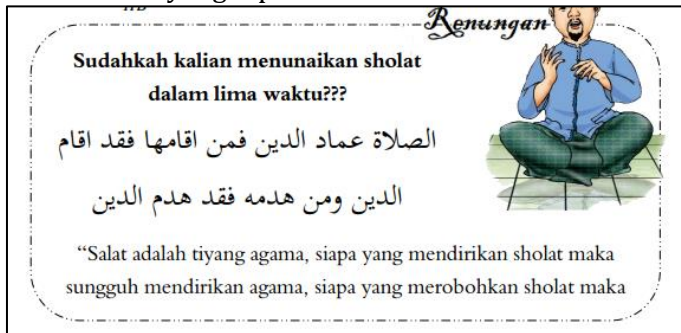 Renungan
Sudahkah kalian menunaikan sholat
dalam lima waktu???
الصلاة عماد الدين فمن اقامها فقد اقام
الدين ومن هدمه فقد هدم الدين
“Salat adalah tiyang agama, siapa yang mendirikan sholat maka
sungguh mendirikan agama, siapa yang merobohkan sholat maka